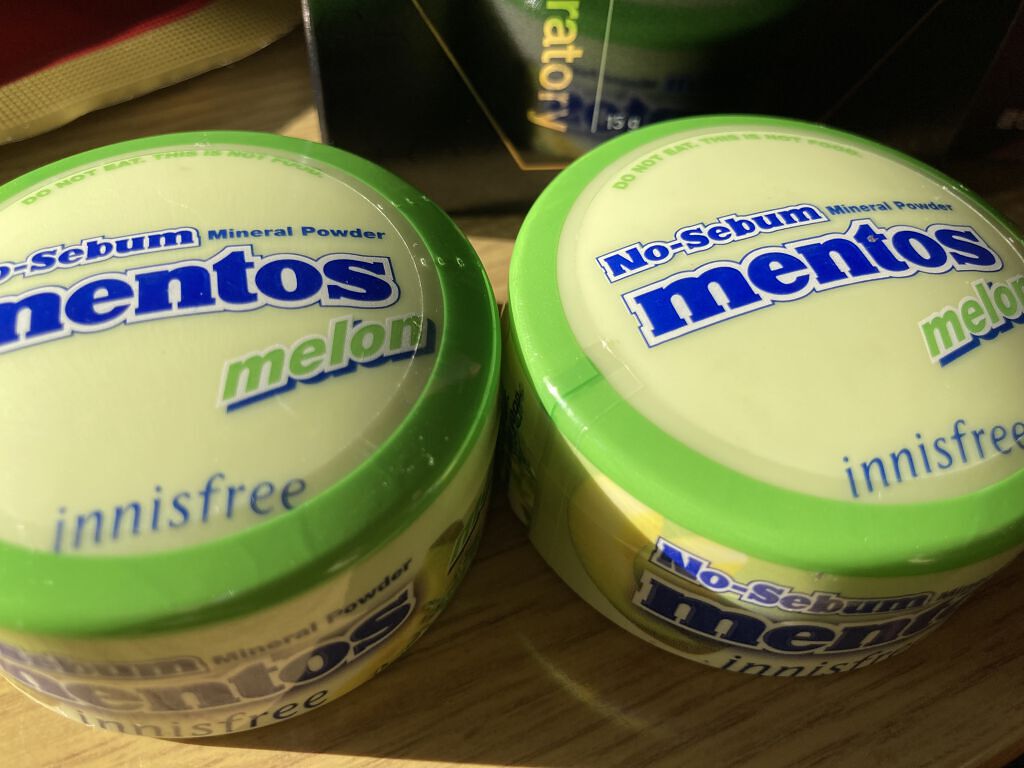 ratory
15 g
DO NOT EAT. THIS IS NOT FOOD.
No-Sebum Mineral Powder
mentos
melon
innisfree
Mineral Powder
mentos
innisfree
DO NOT EAT. THIS IS NOT FOOD.
No-Sebum Mineral Powder
mentos
melon
innisfree
No-Sebum
mentos
innisfree